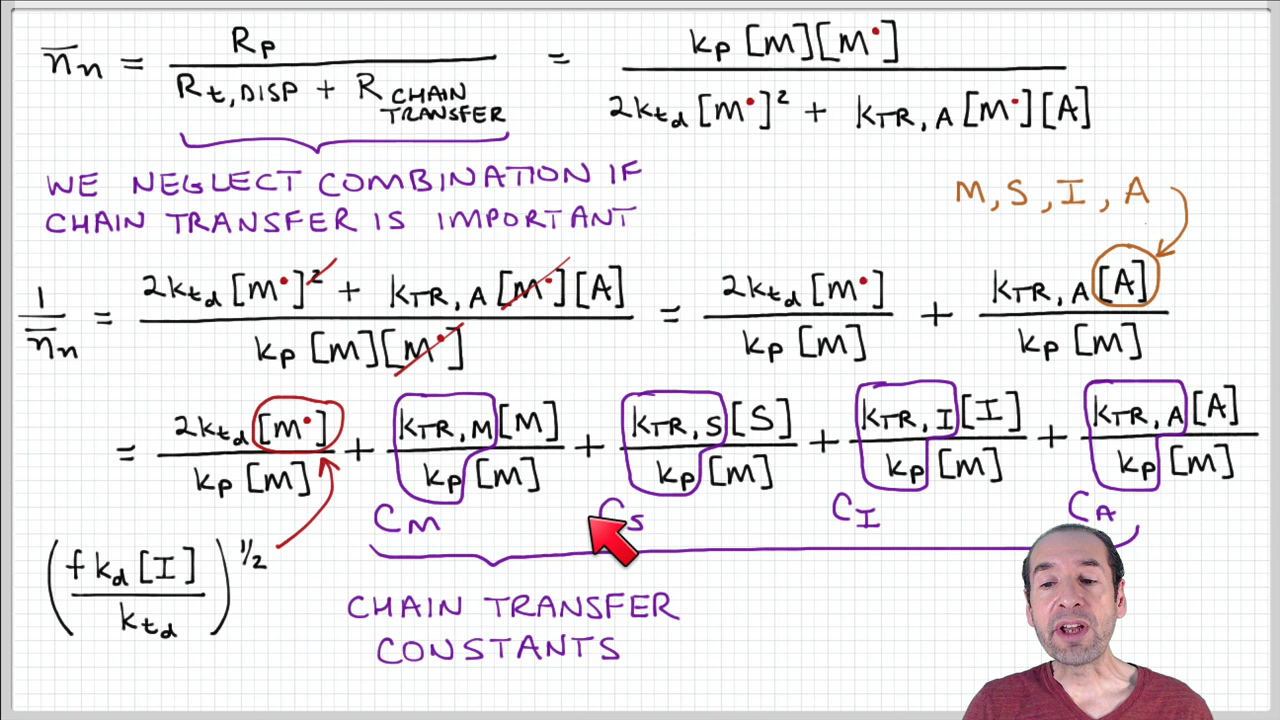 n̅n = Rp / (Rt,DISP + R CHAIN TRANSFER) = kp [M][M•] / (2ktd [M•]² + kTR,A [M•][A])
WE NEGLECT COMBINATION IF
CHAIN TRANSFER IS IMPORTANT
M, S, I, A
1/n̅n = (2ktd [M•]² + kTR,A [M•][A]) / (kp [M][M•]) = 2ktd [M•] / kp [M] + kTR,A [A] / kp [M]
= 2ktd [M•] / kp [M] + kTR,M [M] / kp [M] + kTR,S [S] / kp [M] + kTR,I [I] / kp [M] + kTR,A [A] / kp [M]
CM CS CI CA
(f kd [I] / ktd)^1/2
CHAIN TRANSFER
CONSTANTS